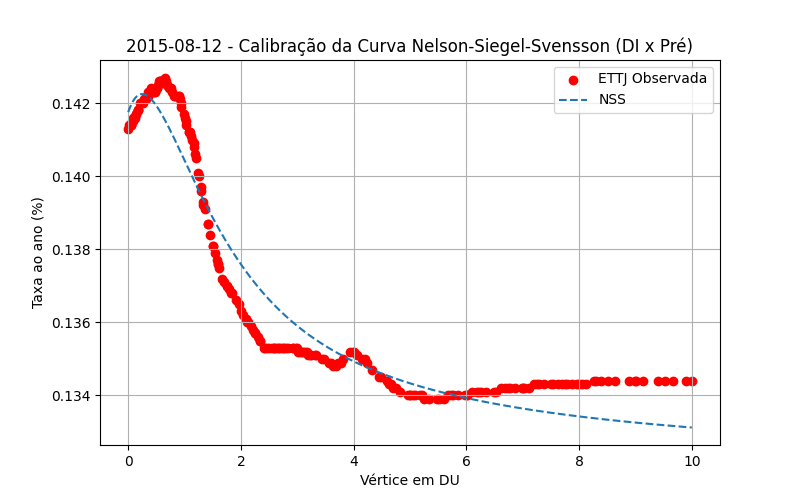 2015-08-12 - Calibração da Curva Nelson-Siegel-Svensson (DI x Pré)
ETTJ Observada
NSS
Taxa ao ano (%)
0.142
0.140
0.138
0.136
0.134
0 2 4 6 8 10
Vértice em DU